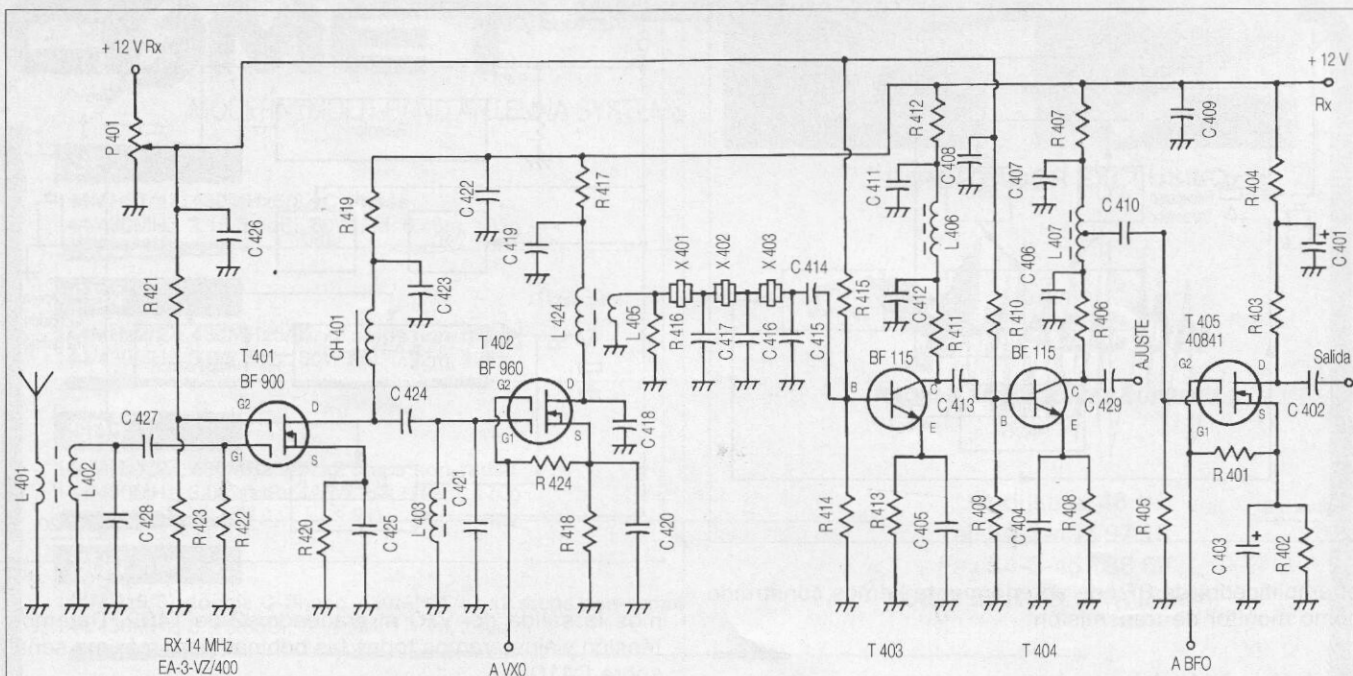 + 12 V Rx
P 401
R 421
C 426
T 401
BF 900
G2
D
G1
S
C 427
L 401
L 402
C 428
R 423
R 422
R 420
C 425
R 419
C 423
CH 401
C 424
C 422
L 403
C 421
T 402
BF 960
G2
D
G1
S
R 424
R 418
C 420
C 418
C 419
R 417
L 424
L 405
R 416
X 401
X 402
X 403
C 417
C 416
C 415
C 414
R 415
R 413
C 405
B
C
E
BF 115
C 411
R 412
C 408
L 406
C 412
R 411
C 413
R 410
R 409
C 404
R 408
BF 115
B
C
E
C 407
R 407
L 407
C 406
R 406
C 410
C 429
AJUSTE
C 409
+ 12 V
Rx
R 404
C 401
R 403
T 405
40841
G2
D
G1
S
Salida
C 402
R 405
R 401
C 403
R 402
RX 14 MHz
EA-3-VZ/400
A VXO
T 403
T 404
A BFO